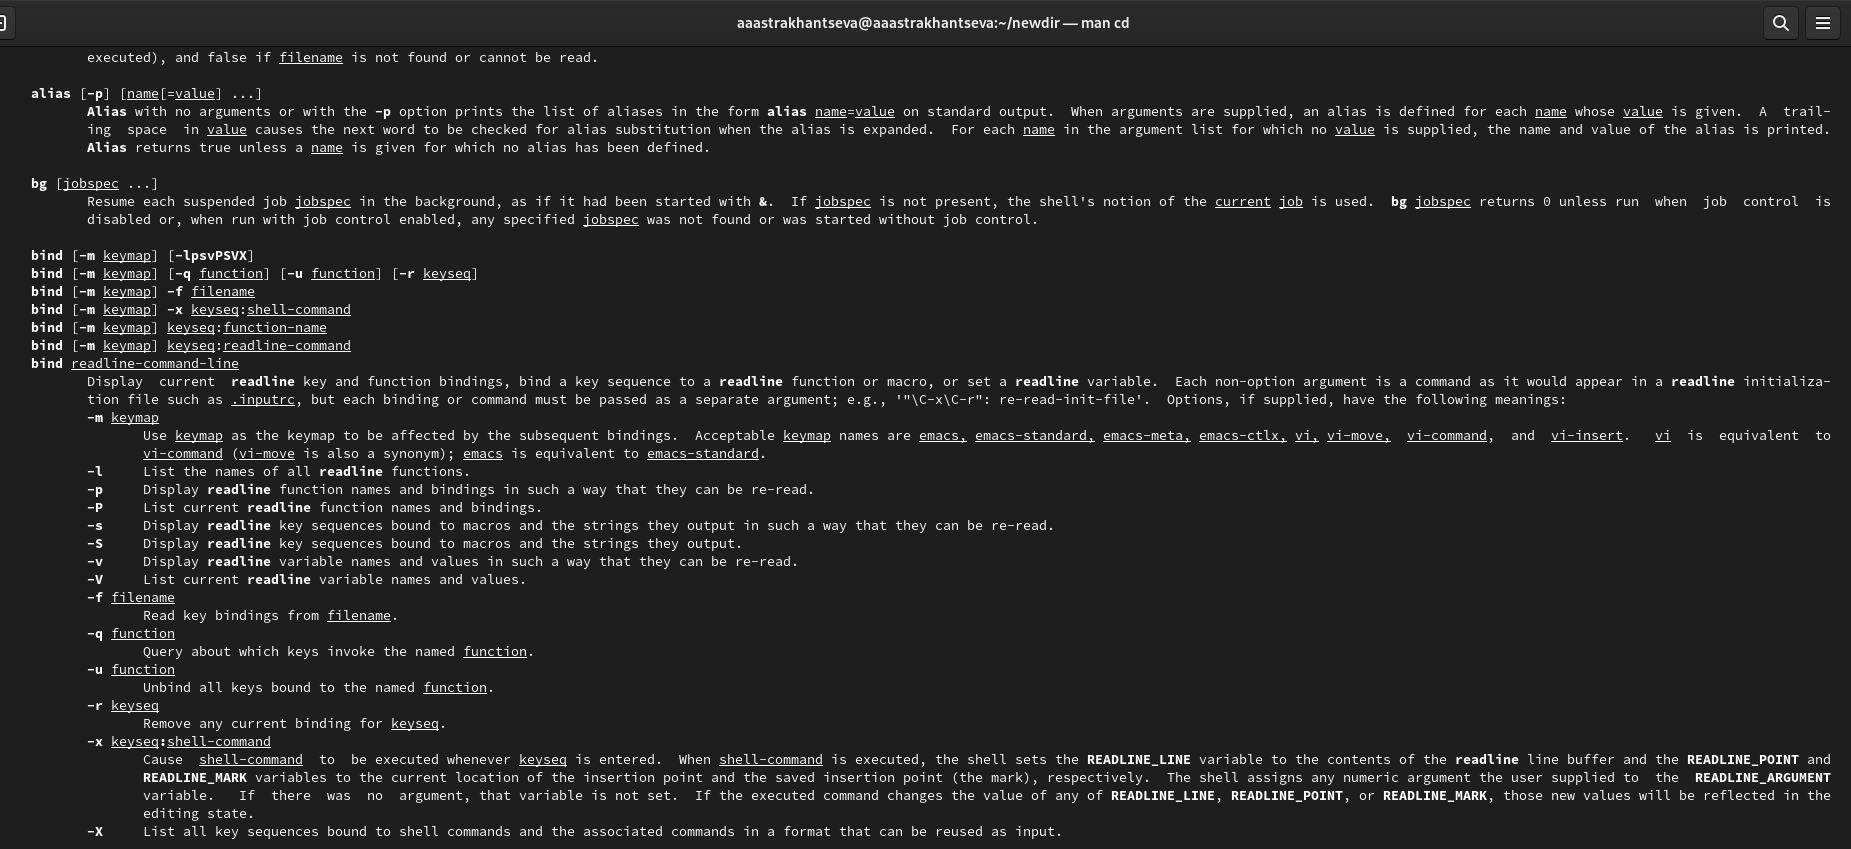 aaastrakhantseva@aaastrakhantseva:~/newdir — man cd
executed), and false if filename is not found or cannot be read.
alias [-p] [name[=value] ...]
Alias with no arguments or with the -p option prints the list of aliases in the form alias name=value on standard output.  When arguments are supplied, an alias is defined for each name whose value is given.  A  trail-
ing  space  in value causes the next word to be checked for alias substitution when the alias is expanded.  For each name in the argument list for which no value is supplied, the name and value of the alias is printed.
Alias returns true unless a name is given for which no alias has been defined.
bg [jobspec ...]
Resume each suspended job jobspec in the background, as if it had been started with &.  If jobspec is not present, the shell's notion of the current job is used.  bg jobspec returns 0 unless run  when  job  control  is
disabled or, when run with job control enabled, any specified jobspec was not found or was started without job control.
bind [-m keymap] [-lpsvPSVX]
bind [-m keymap] [-q function] [-u function] [-r keyseq]
bind [-m keymap] -f filename
bind [-m keymap] -x keyseq:shell-command
bind [-m keymap] keyseq:function-name
bind [-m keymap] keyseq:readline-command
bind readline-command-line
Display  current  readline key and function bindings, bind a key sequence to a readline function or macro, or set a readline variable.  Each non-option argument is a command as it would appear in a readline initializa-
tion file such as .inputrc, but each binding or command must be passed as a separate argument; e.g., '"\C-x\C-r": re-read-init-file'.  Options, if supplied, have the following meanings:
-m keymap
Use keymap as the keymap to be affected by the subsequent bindings.  Acceptable keymap names are emacs, emacs-standard, emacs-meta, emacs-ctlx, vi, vi-move,  vi-command,  and  vi-insert.  vi  is  equivalent  to
vi-command (vi-move is also a synonym); emacs is equivalent to emacs-standard.
-l     List the names of all readline functions.
-p     Display readline function names and bindings in such a way that they can be re-read.
-P     List current readline function names and bindings.
-s     Display readline key sequences bound to macros and the strings they output in such a way that they can be re-read.
-S     Display readline key sequences bound to macros and the strings they output.
-v     Display readline variable names and values in such a way that they can be re-read.
-V     List current readline variable names and values.
-f filename
Read key bindings from filename.
-q function
Query about which keys invoke the named function.
-u function
Unbind all keys bound to the named function.
-r keyseq
Remove any current binding for keyseq.
-x keyseq:shell-command
Cause  shell-command  to  be executed whenever keyseq is entered.  When shell-command is executed, the shell sets the READLINE_LINE variable to the contents of the readline line buffer and the READLINE_POINT and
READLINE_MARK variables to the current location of the insertion point and the saved insertion point (the mark), respectively.  The shell assigns any numeric argument the user supplied to  the  READLINE_ARGUMENT
variable.   If  there  was  no  argument, that variable is not set.  If the executed command changes the value of any of READLINE_LINE, READLINE_POINT, or READLINE_MARK, those new values will be reflected in the
editing state.
-X     List all key sequences bound to shell commands and the associated commands in a format that can be reused as input.